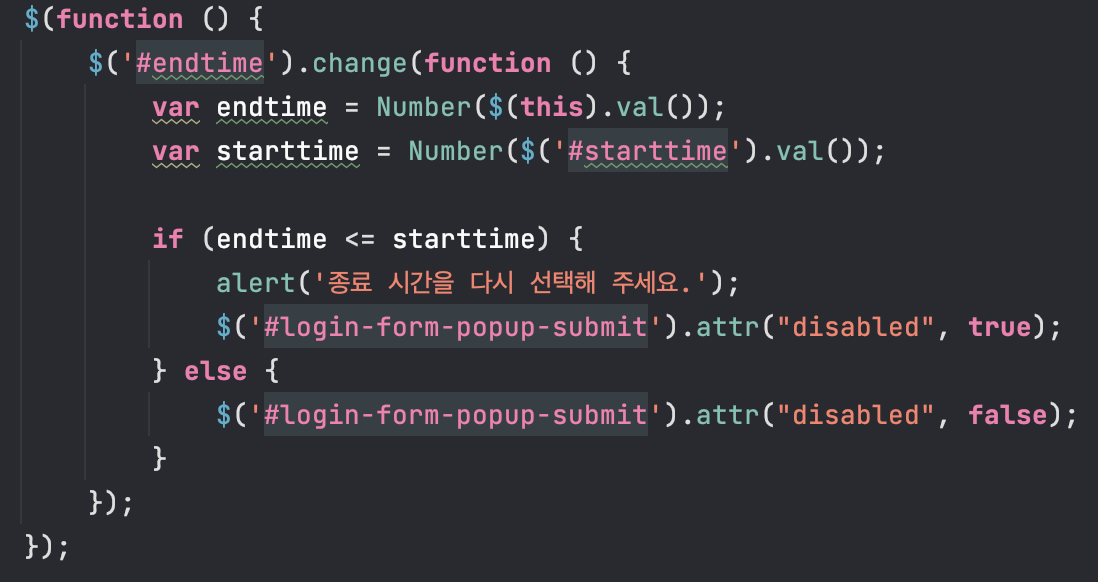 $(function () {
    $('#endtime').change(function () {
        var endtime = Number($(this).val());
        var starttime = Number($('#starttime').val());

        if (endtime <= starttime) {
            alert('종료 시간을 다시 선택해 주세요.');
            $('#login-form-popup-submit').attr("disabled", true);
        } else {
            $('#login-form-popup-submit').attr("disabled", false);
        }
    });
});